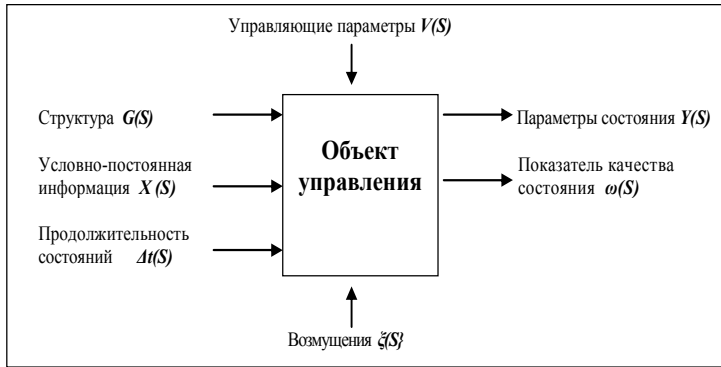 Управляющие параметры V(S)
Структура G(S)
Условно-постоянная
информация X (S)
Продолжительность
состояний Δt(S)
Объект
управления
Параметры состояния Y(S)
Показатель качества
состояния ω(S)
Возмущения ξ(S}